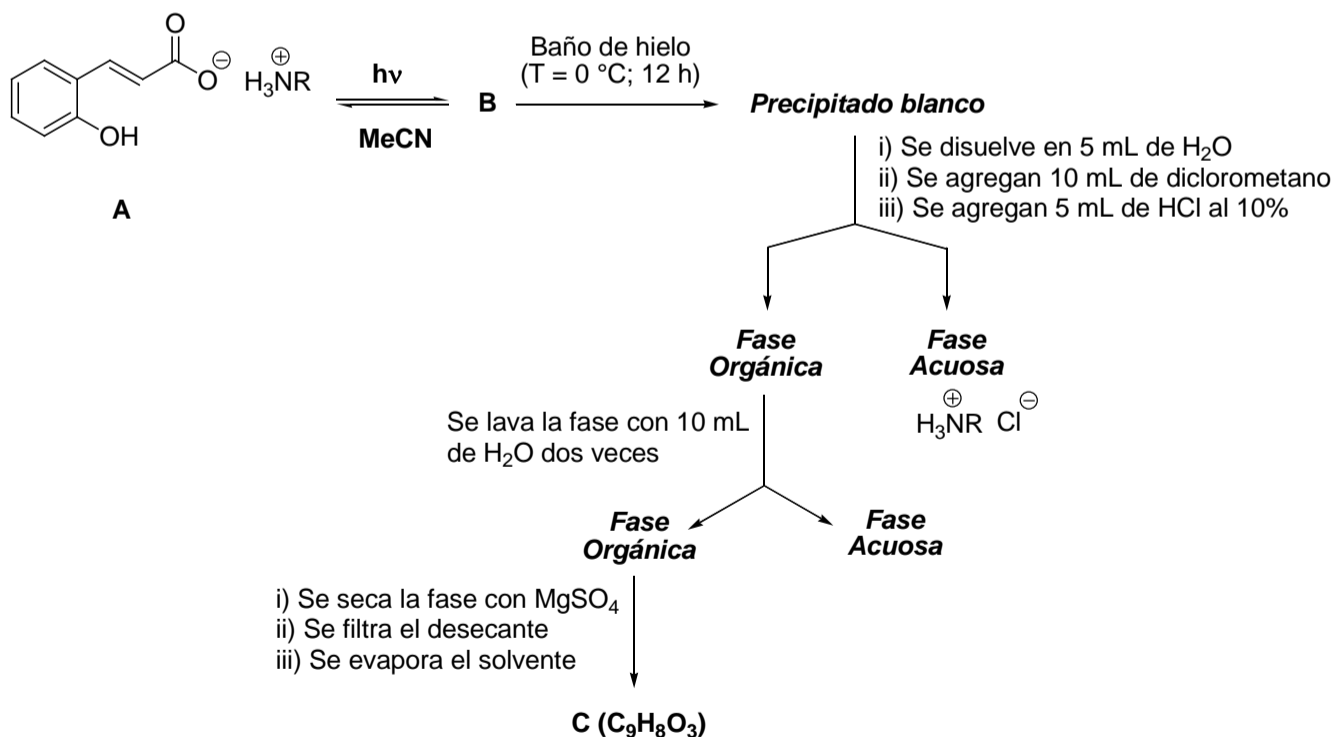 O
O ⊖
H₃NR ⊕
OH
A
hν
MeCN
B
Baño de hielo
(T = 0 °C; 12 h)
Precipitado blanco
i) Se disuelve en 5 mL de H₂O
ii) Se agregan 10 mL de diclorometano
iii) Se agregan 5 mL de HCl al 10%
Fase
Orgánica
Fase
Acuosa
⊕ ⊖
H₃NR Cl
Se lava la fase con 10 mL
de H₂O dos veces
Fase
Orgánica
Fase
Acuosa
i) Se seca la fase con MgSO₄
ii) Se filtra el desecante
iii) Se evapora el solvente
C (C₉H₈O₃)